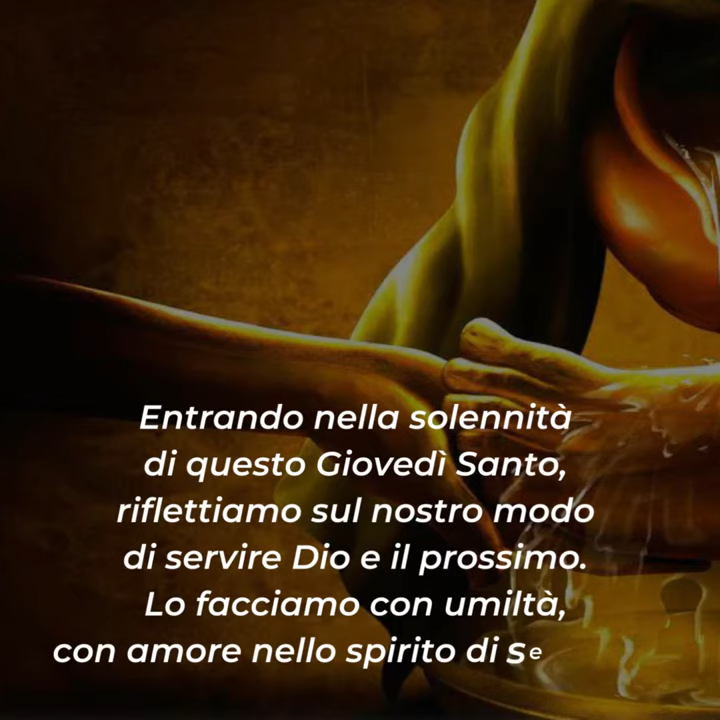 Entrando nella solennità
di questo Giovedì Santo,
riflettiamo sul nostro modo
di servire Dio e il prossimo.
Lo facciamo con umiltà,
con amore nello spirito di se